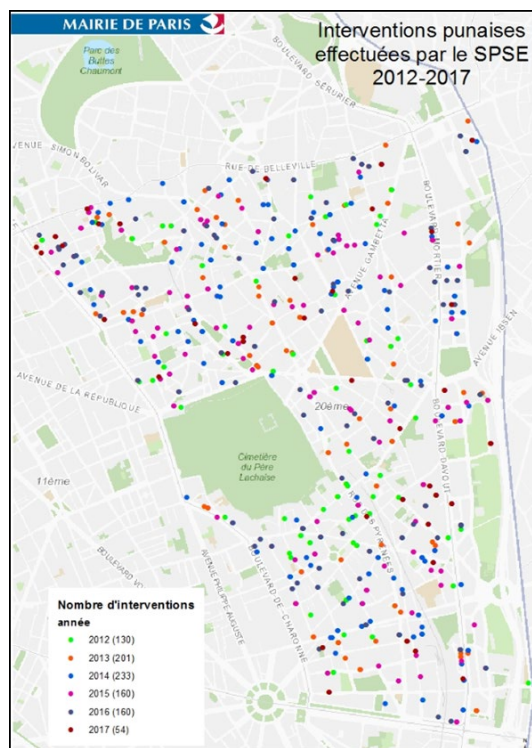 MAIRIE DE PARIS
Interventions punaises
effectuées par le SPSE
2012-2017
Parc des
Buttes
Chaumont
BOULEVARD SÉRURIER
AVENUE SIMON BOLIVAR
RUE DE BELLEVILLE
BOULEVARD MORTIER
AVENUE GAMBETTA
AVENUE IBSEN
AVENUE DE LA RÉPUBLIQUE
20ème
BOULEVARD DAVOUT
Cimetière
du Père
Lachaise
11ème
PYRÉNÉES
BOULEVARD
AVENUE PHILIPPE AUGUSTE
BOULEVARD DE CHARONNE
Nombre d'interventions
année
2012 (130)
2013 (201)
2014 (233)
2015 (160)
2016 (160)
2017 (54)